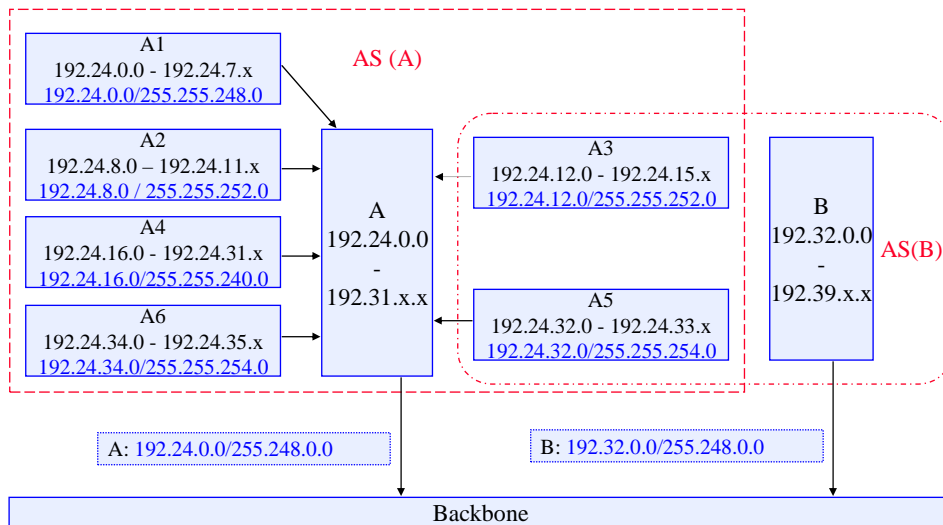 A1
192.24.0.0 - 192.24.7.x
192.24.0.0/255.255.248.0
AS (A)
A2
192.24.8.0 – 192.24.11.x
192.24.8.0 / 255.255.252.0
A4
192.24.16.0 - 192.24.31.x
192.24.16.0/255.255.240.0
A6
192.24.34.0 - 192.24.35.x
192.24.34.0/255.255.254.0
A
192.24.0.0
-
192.31.x.x
A3
192.24.12.0 - 192.24.15.x
192.24.12.0/255.255.252.0
A5
192.24.32.0 - 192.24.33.x
192.24.32.0/255.255.254.0
B
192.32.0.0
-
192.39.x.x
AS(B)
A: 192.24.0.0/255.248.0.0
B: 192.32.0.0/255.248.0.0
Backbone